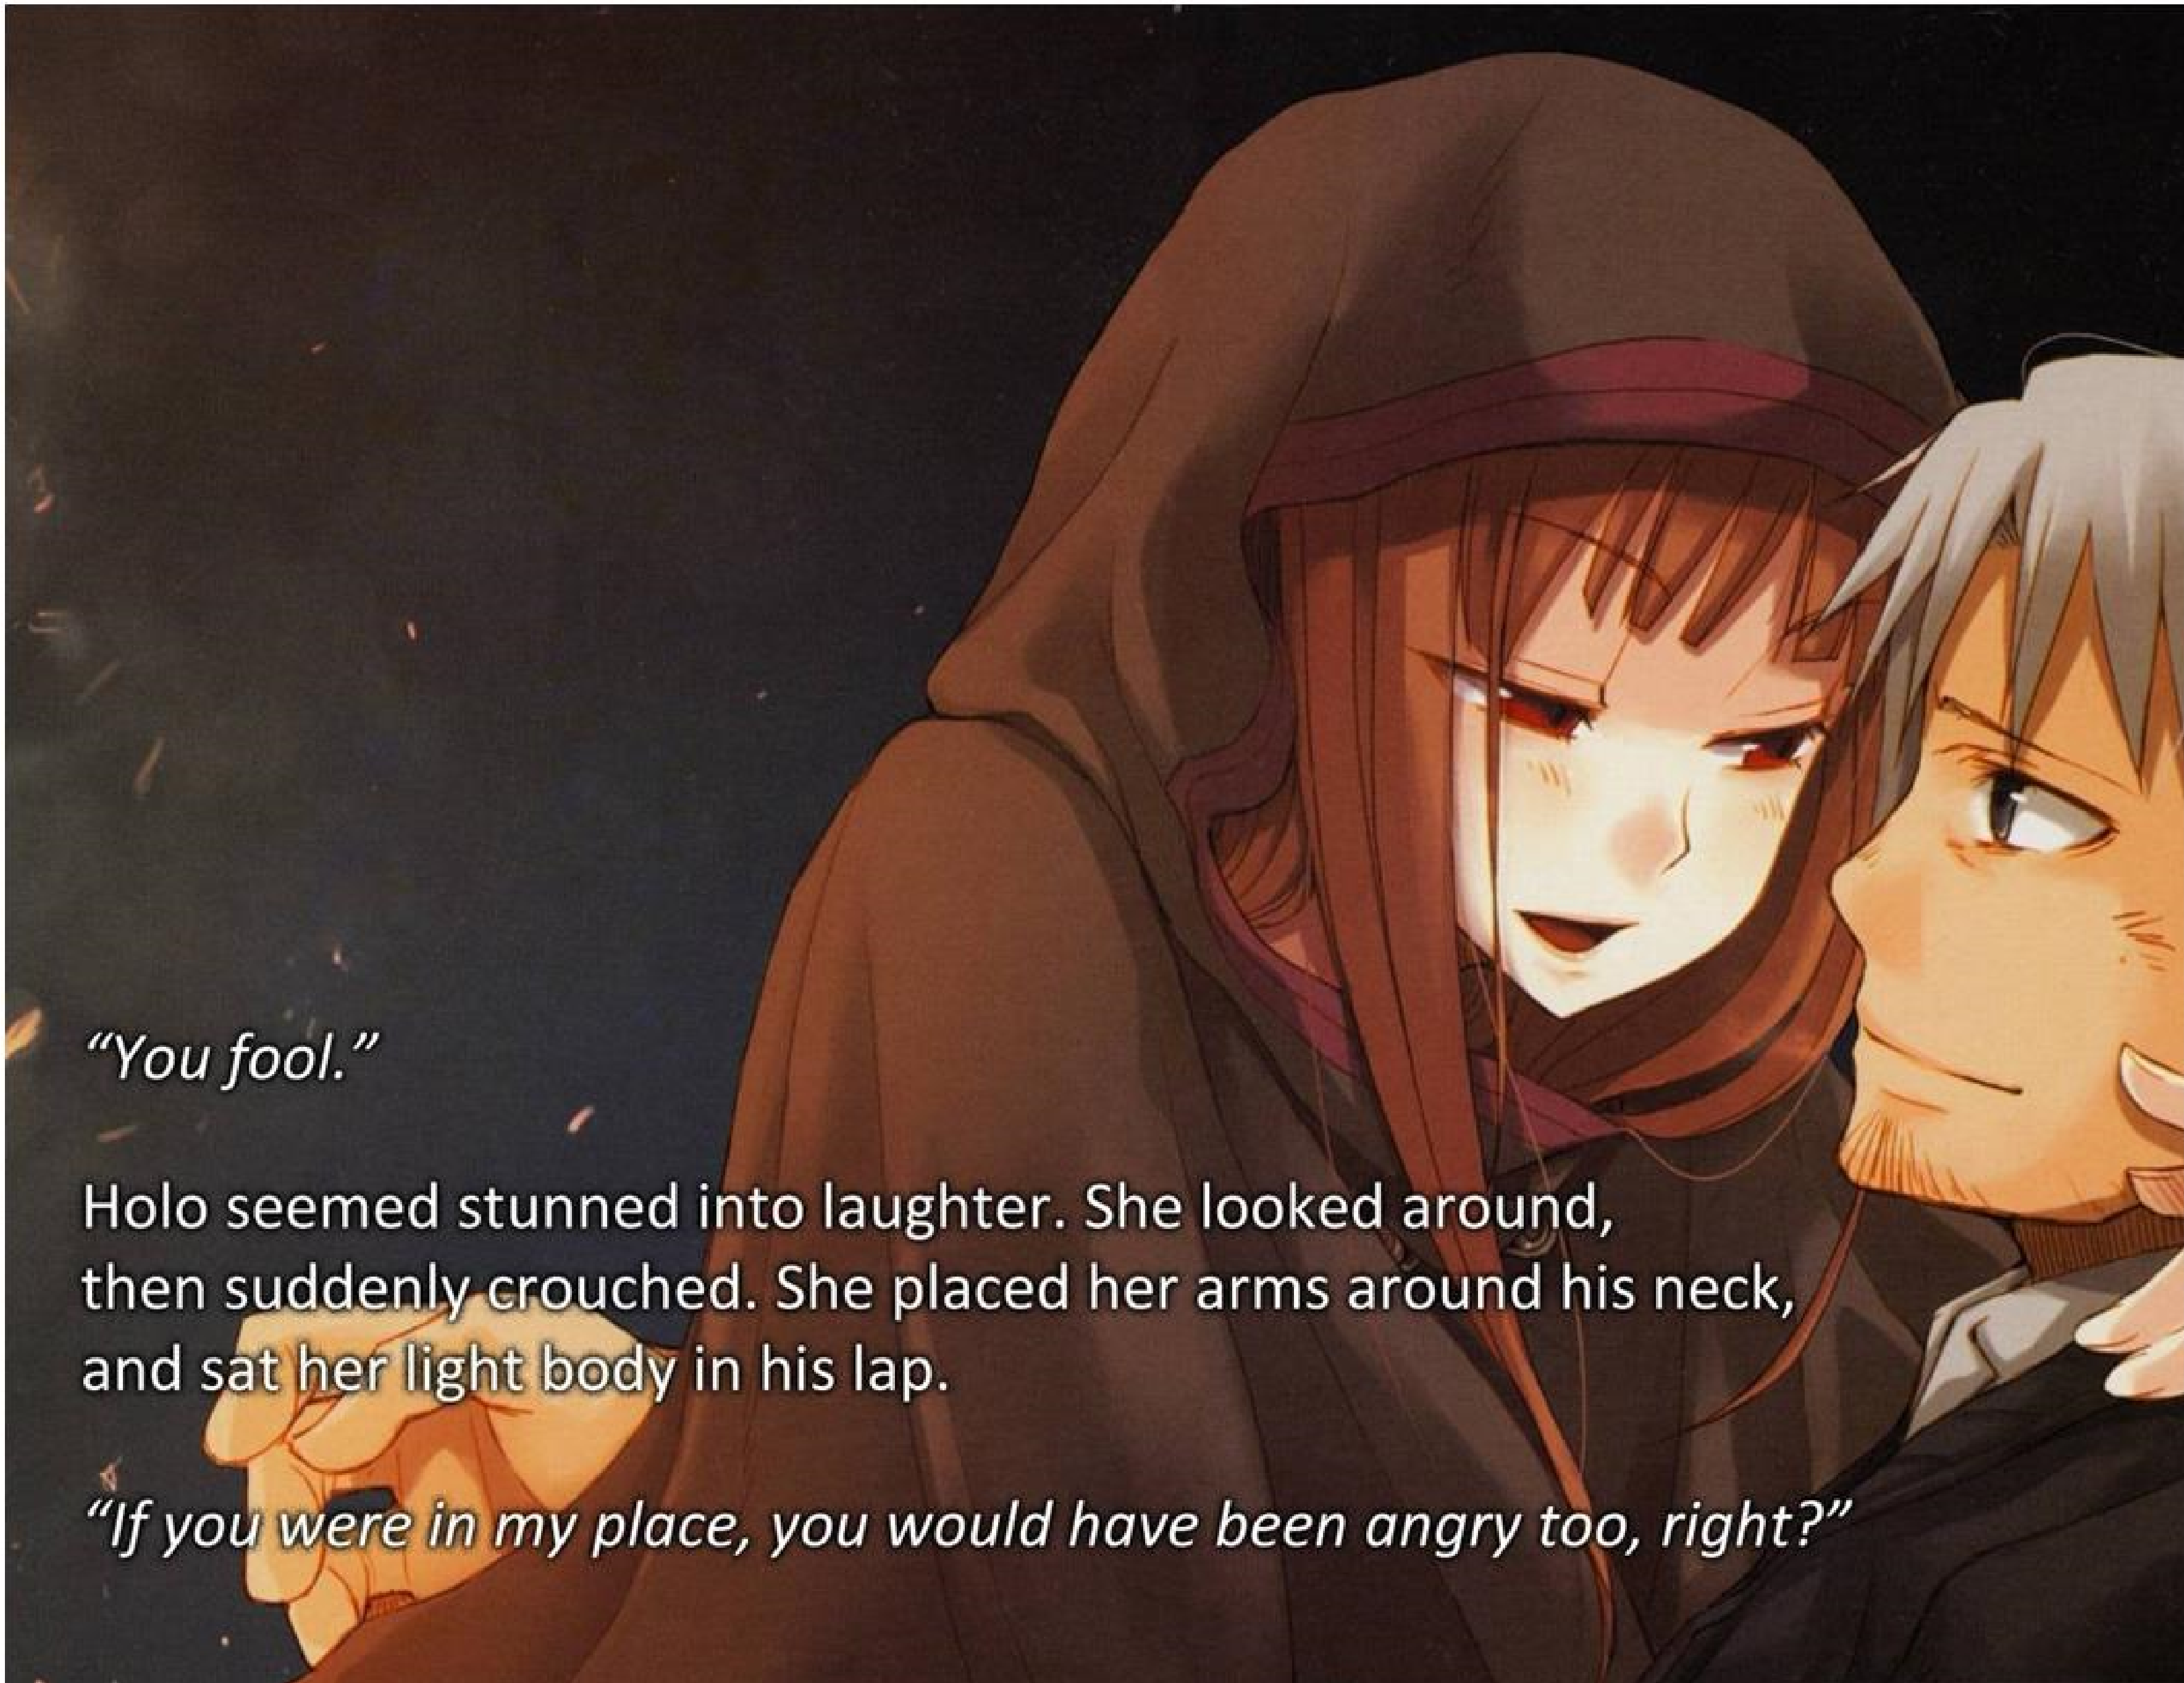 “You fool.”
Holo seemed stunned into laughter. She looked around,
then suddenly crouched. She placed her arms around his neck,
and sat her light body in his lap.
“If you were in my place, you would have been angry too, right?”